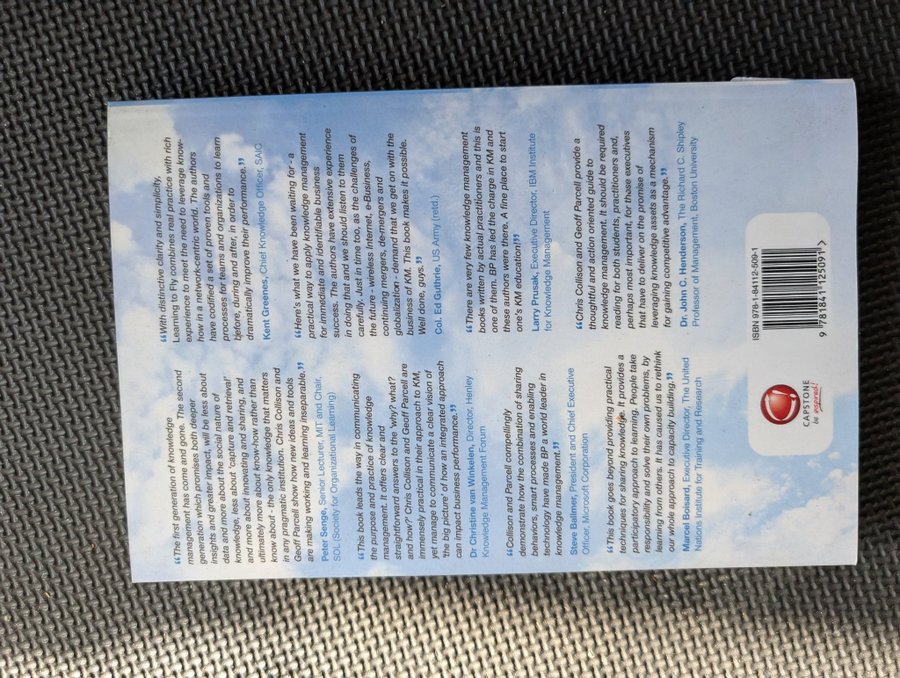 “The first generation of knowledge
management has come and gone. The second
generation which promises both deeper
insights and greater impact, will be less about
data and more about the social nature of
knowledge, less about 'capture and retrieval'
and more about innovating and sharing. And
ultimately more about know-how rather than
know about - the only knowledge that matters
in any pragmatic institution. Chris Collison and
Geoff Parcell show how new ideas and tools
are making working and learning inseparable.”
Peter Senge, Senior Lecturer, MIT and Chair,
SOL (Society for Organizational Learning)
“This book leads the way in communicating
the purpose and practice of knowledge
management. It offers clear and
straightforward answers to the 'why? what?
and how?' Chris Collison and Geoff Parcell are
immensely practical in their approach to KM,
yet manage to communicate a clear vision of
'the big picture' of how an integrated approach
can impact business performance.”
Dr Christine van Winkelen, Director, Henley
Knowledge Management Forum
“Collison and Parcell compellingly
demonstrate how the combination of sharing
behaviors, smart processes and enabling
technology have made BP a world leader in
knowledge management.”
Steve Ballmer, President and Chief Executive
Officer, Microsoft Corporation
“This book goes beyond providing practical
techniques for sharing knowledge. It provides a
participatory approach to learning. People take
responsibility and solve their own problems, by
learning from others. It has caused us to rethink
our whole approach to capacity building.”
Marcel Boisard, Executive Director, The United
Nations Institute for Training and Research
“With distinctive clarity and simplicity,
Learning to Fly combines real practice with rich
experience to meet the need to leverage know-
how in a network-centric world. The authors
have codified a set of proven tools and
processes for teams and organizations to learn
before, during and after, in order to
dramatically improve their performance.”
Kent Greenes, Chief Knowledge Officer, SAIC
“Here's what we have been waiting for - a
practical way to apply knowledge management
for immediate and identifiable business
success. The authors have extensive experience
in doing that and we should listen to them
carefully. Just in time too, as the challenges of
the future - wireless Internet, e-Business,
continuing mergers, demergers and
globalization - demand that we get on with the
business of KM. This book makes it possible.
Well done, guys.”
Col. Ed Guthrie, US Army (retd.)
“There are very few knowledge management
books written by actual practitioners and this is
one of them. BP has led the charge in KM and
these authors were there. A fine place to start
one's KM education!”
Larry Prusak, Executive Director, IBM Institute
for Knowledge Management
“Chris Collison and Geoff Parcell provide a
thoughtful and action oriented guide to
knowledge management. It should be required
reading for both students, practitioners and,
perhaps most important, for those executives
that have to deliver on the promise of
leveraging knowledge assets as a mechanism
for gaining competitive advantage.”
Dr. John C. Henderson, The Richard C. Shipley
Professor of Management, Boston University
CAPSTONE
be inspired!
ISBN 978-1-84112-509-1
9 781841 125091